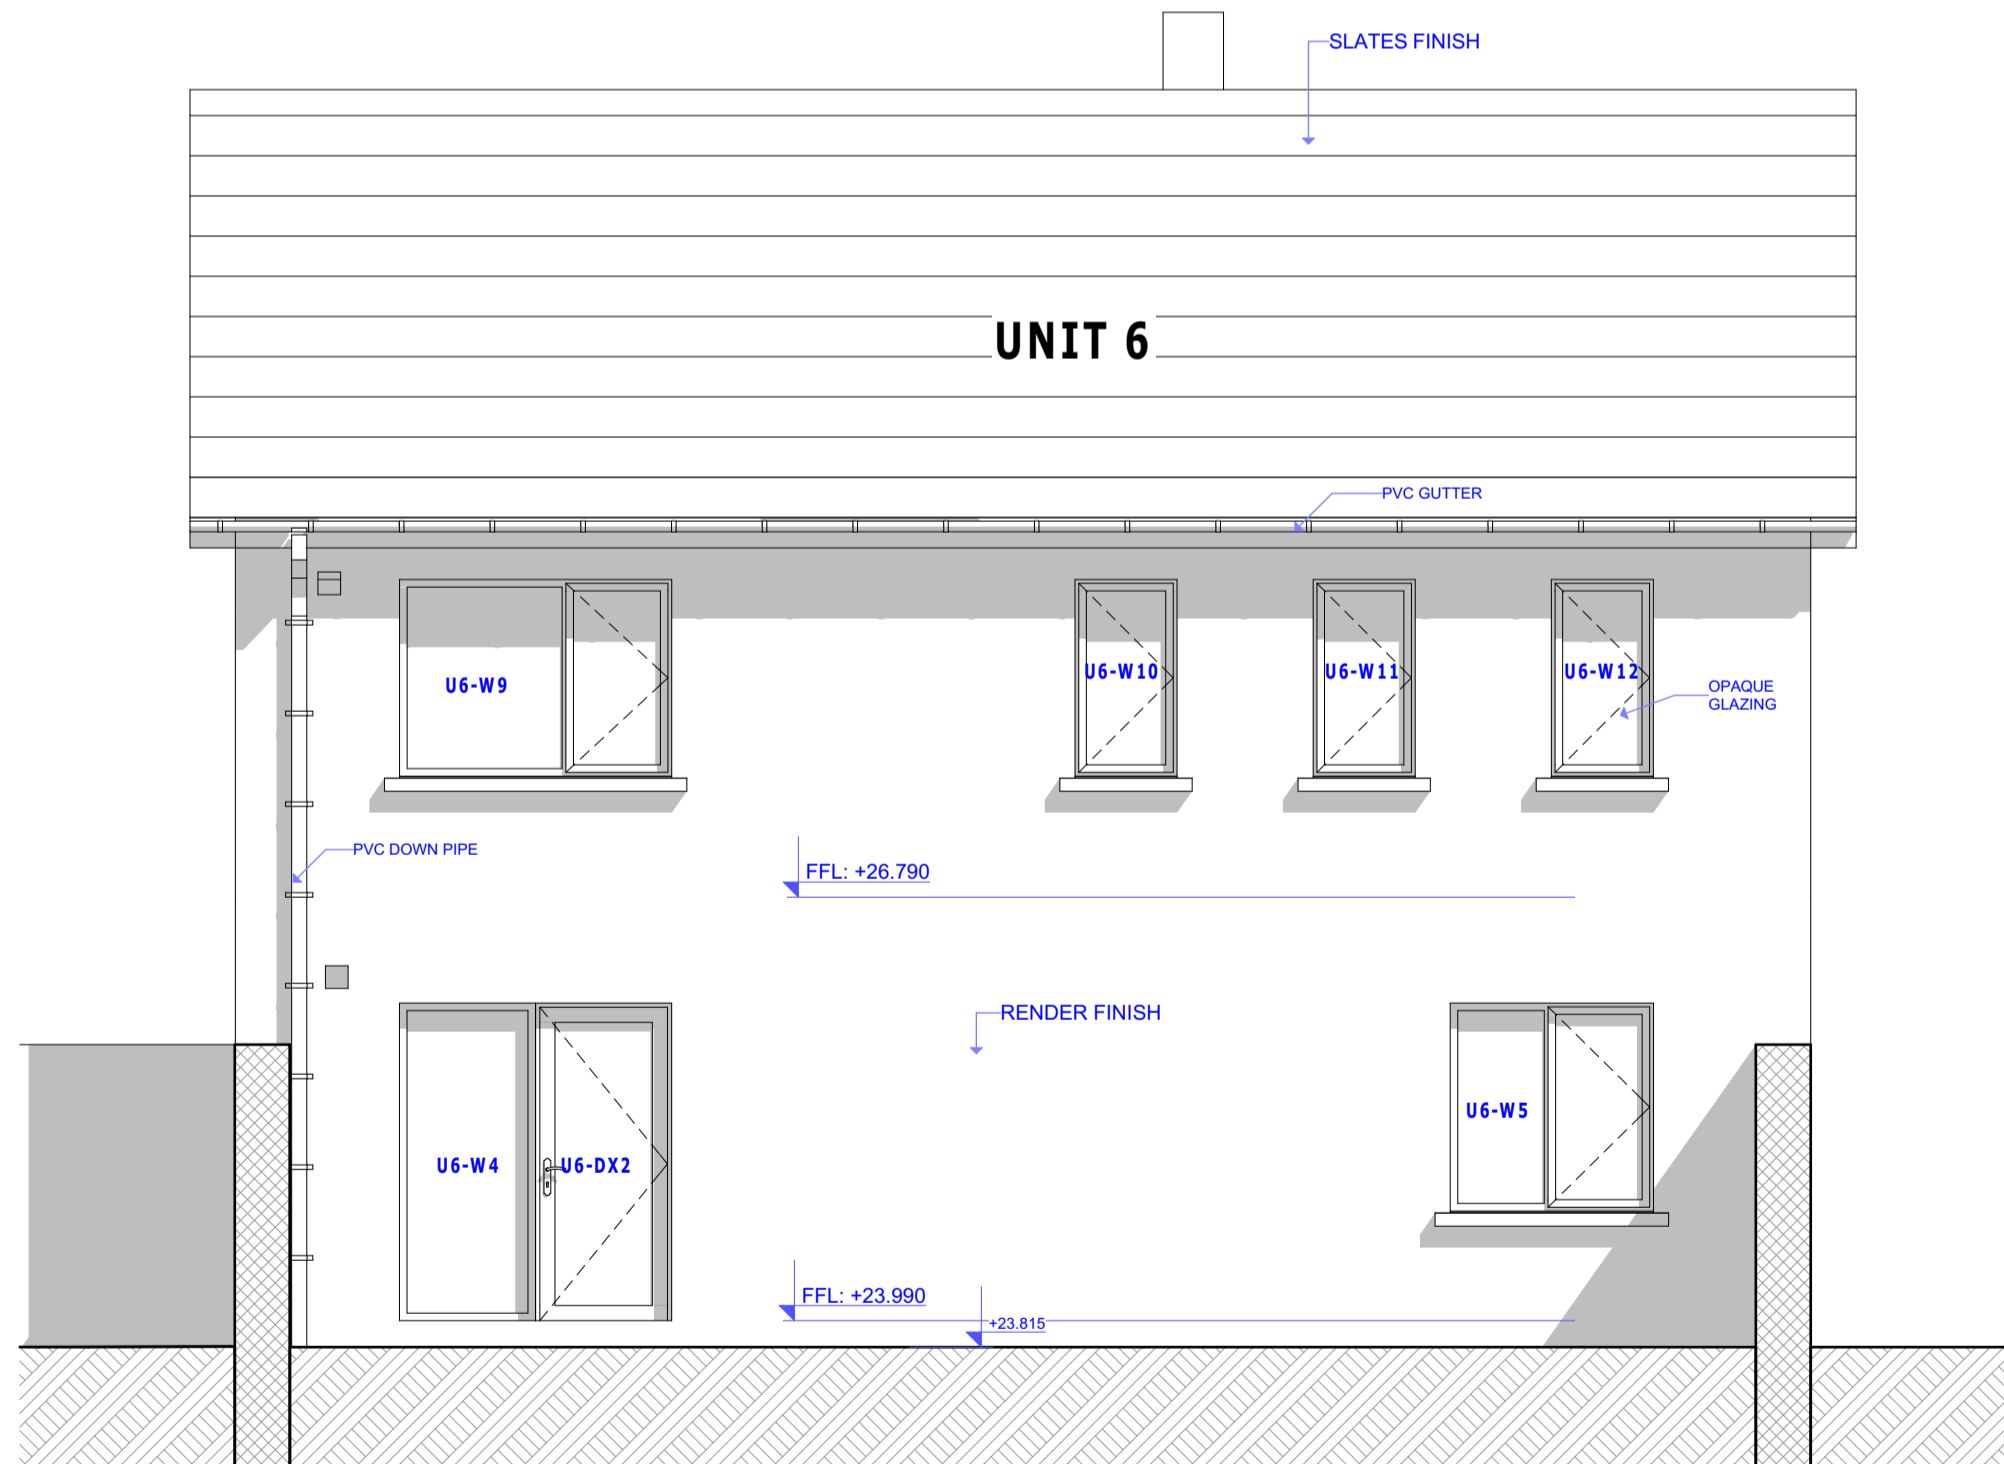 SLATES FINISH
UNIT 6
PVC GUTTER
U6-W9
U6-W10
U6-W11
U6-W12
OPAQUE
GLAZING
PVC DOWN PIPE
FFL: +26.790
RENDER FINISH
U6-W5
U6-W4
U6-DX2
FFL: +23.990
+23.815